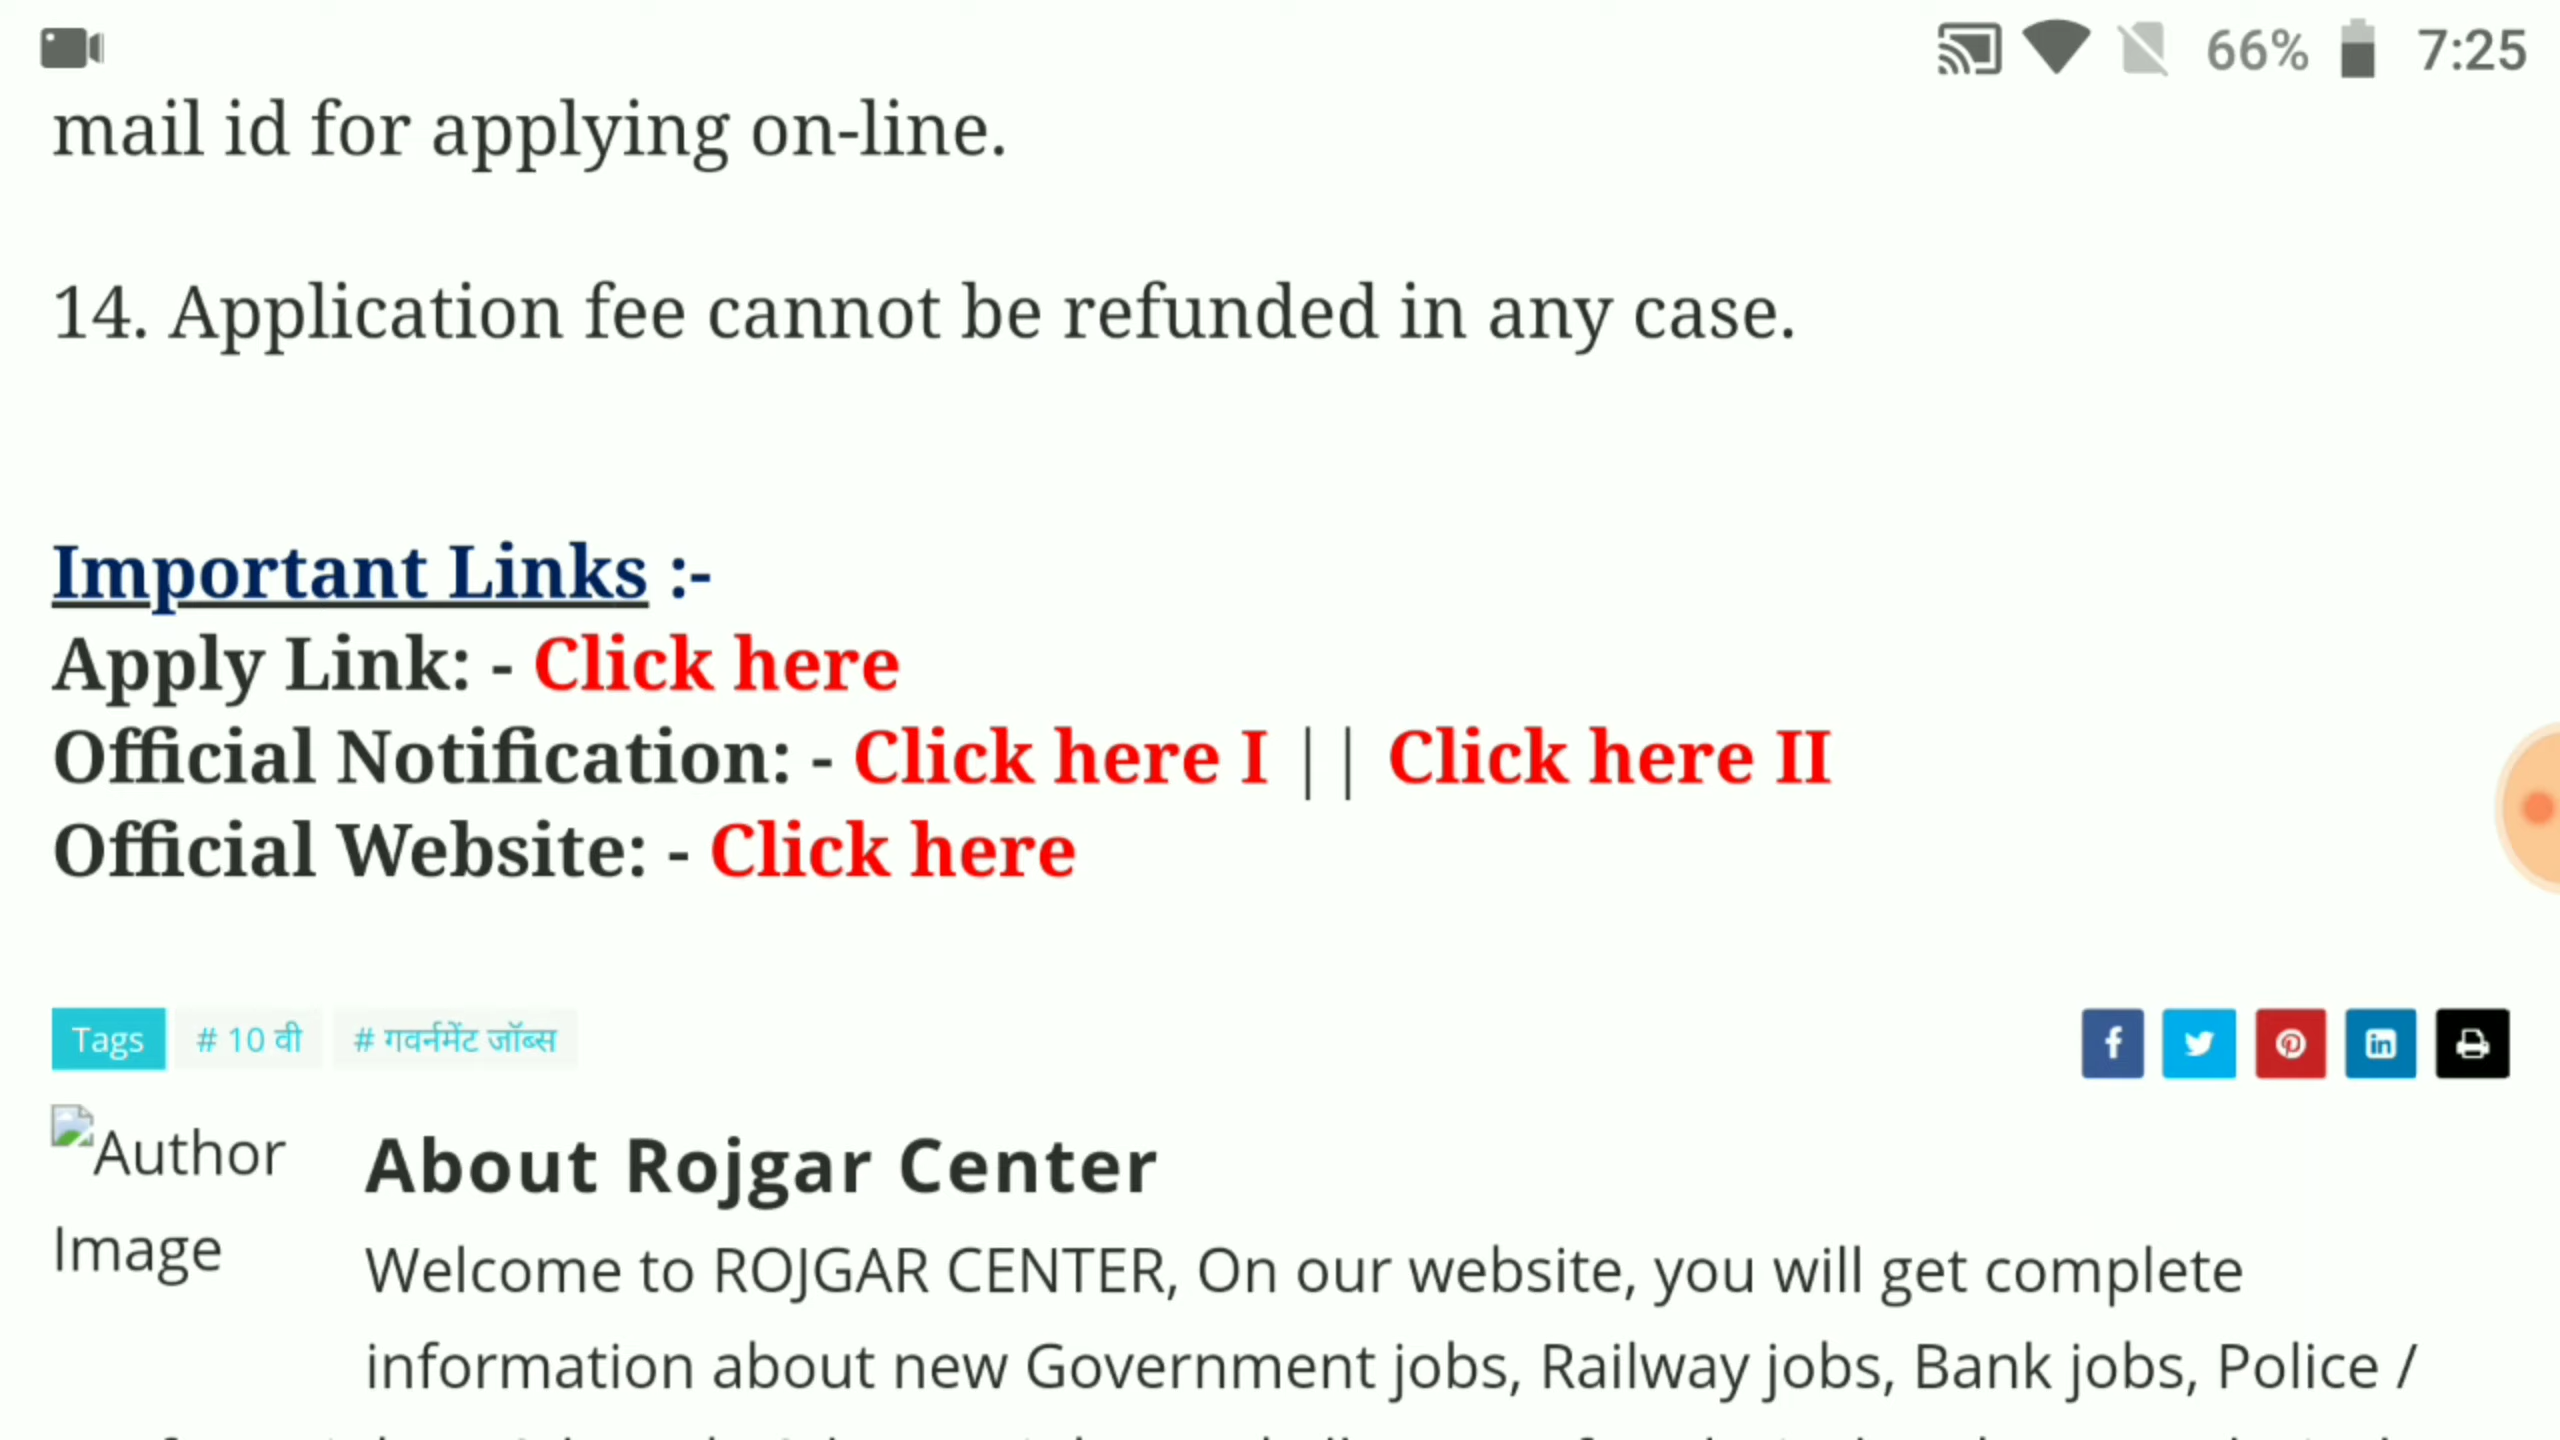 66% 7:25
mail id for applying on-line.
14. Application fee cannot be refunded in any case.
Important Links :-
Apply Link: - Click here
Official Notification: - Click here I || Click here II
Official Website: - Click here
Tags # 10 वी # गवर्नमेंट जॉब्स
Author Image
About Rojgar Center
Welcome to ROJGAR CENTER, On our website, you will get complete
information about new Government jobs, Railway jobs, Bank jobs, Police /